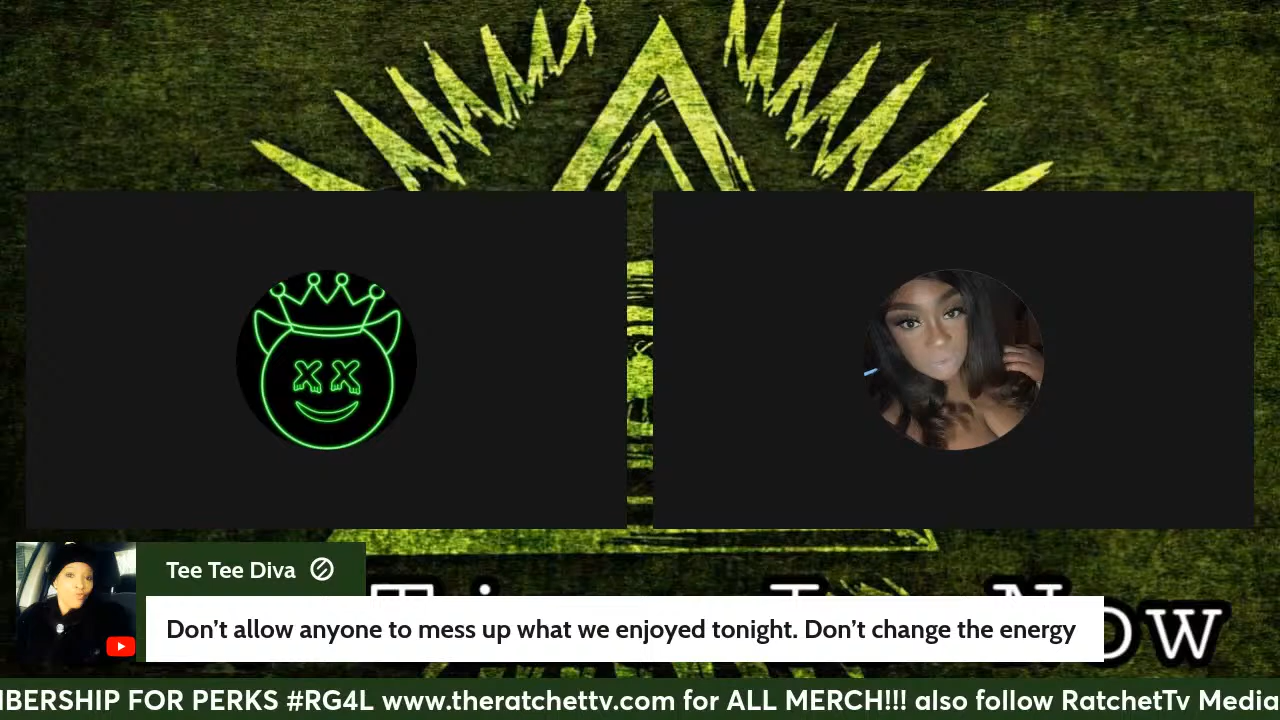 Tee Tee Diva
Don’t allow anyone to mess up what we enjoyed tonight. Don’t change the energy
MBERSHIP FOR PERKS #RG4L www.theratchettv.com for ALL MERCH!!! also follow RatchetTv Media